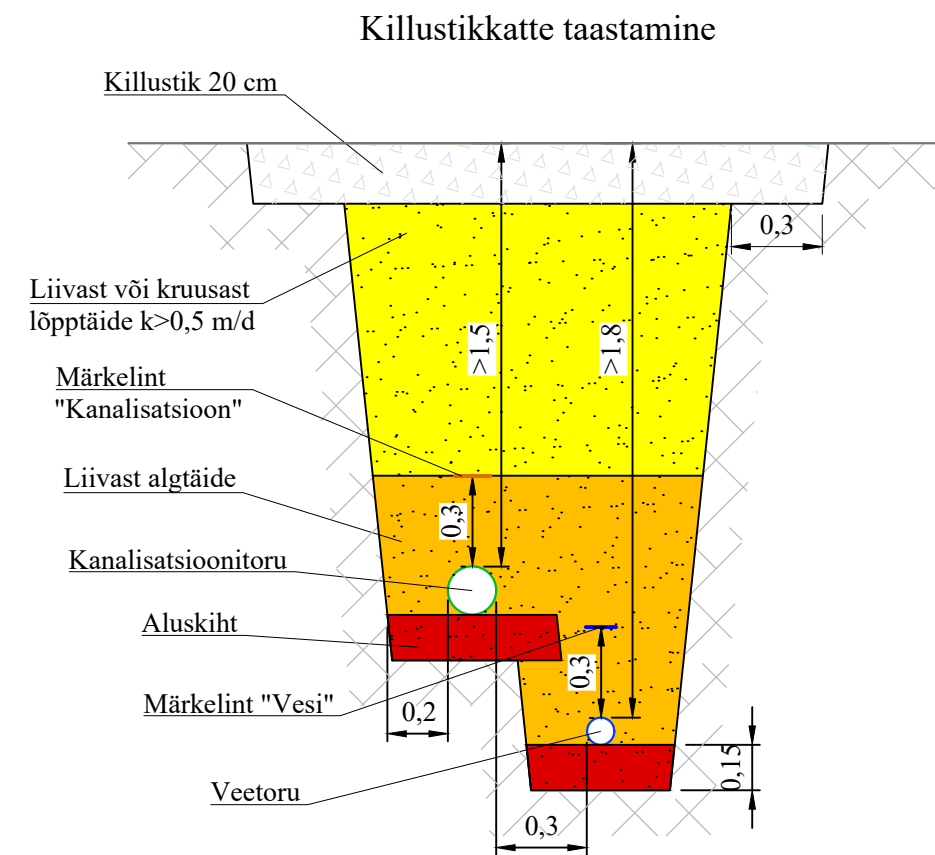 Killustikkatte taastamine
Killustik 20 cm
0,3
Liivast või kruusast
lõpptäide k>0,5 m/d
>1,5
>1,8
Märkelint
"Kanalisatsioon"
Liivast algtäide
0,3
Kanalisatsioonitoru
Aluskiht
0,3
Märkelint "Vesi"
0,2
0,15
Veetoru
0,3